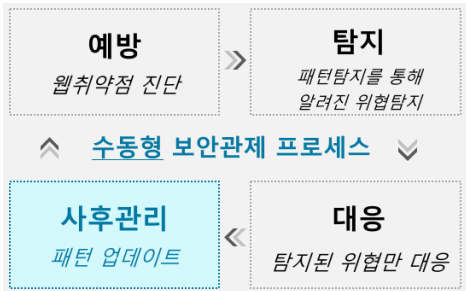 예방
웹취약점 진단
탐지
패턴탐지를 통해
알려진 위협탐지
수동형 보안관제 프로세스
사후관리
패턴 업데이트
대응
탐지된 위협만 대응